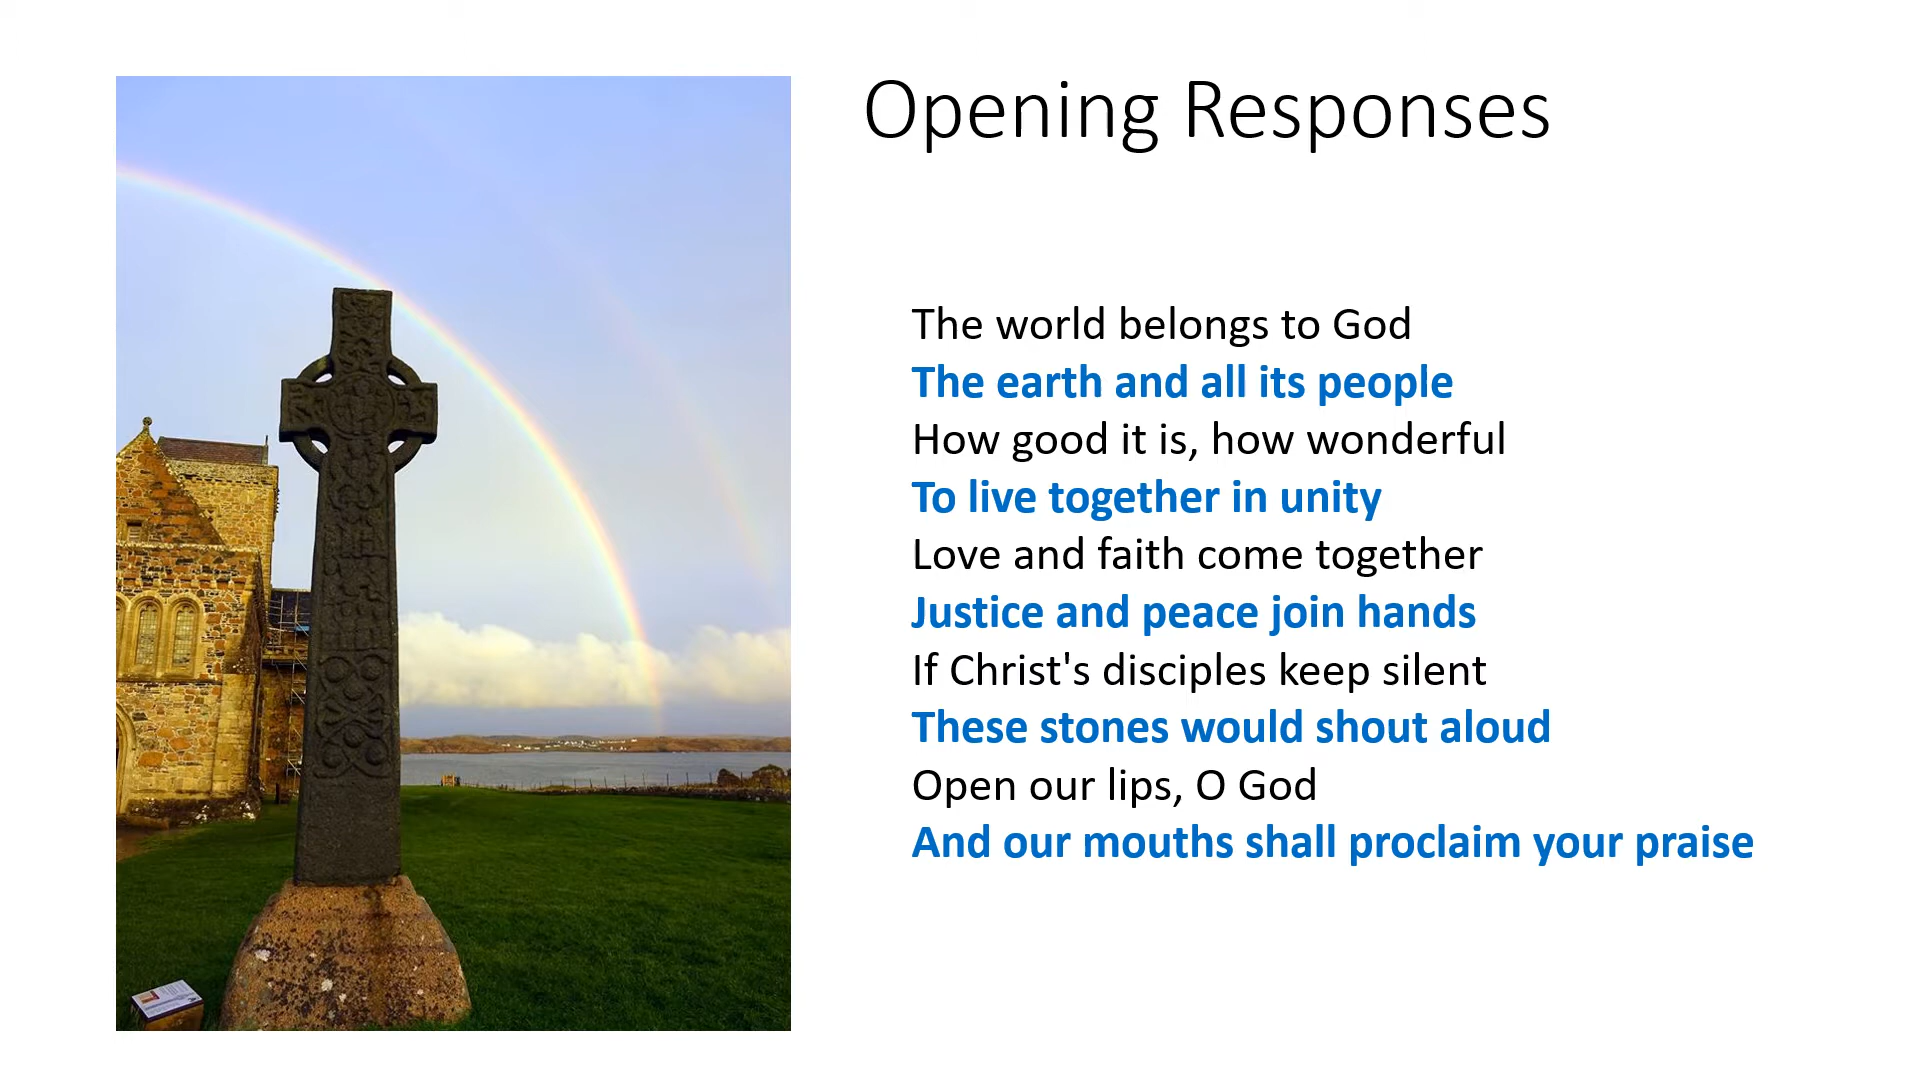 Opening Responses
The world belongs to God
The earth and all its people
How good it is, how wonderful
To live together in unity
Love and faith come together
Justice and peace join hands
If Christ's disciples keep silent
These stones would shout aloud
Open our lips, O God
And our mouths shall proclaim your praise